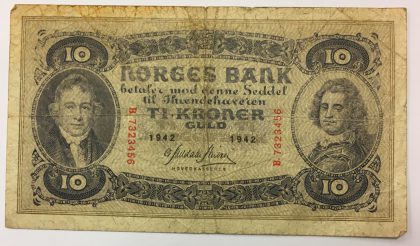 10 10
NORGES BANK
betaler mod denne Seddel
til Ihændehaveren
TI KRONER
GULD
B.7323456
1942 1942
B.7323456
HOVEDKASSERER
10 10